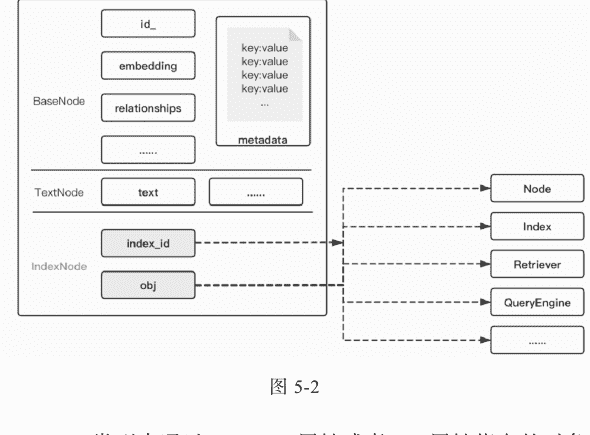 id_
embedding
BaseNode
relationships
......
key:value
key:value
key:value
key:value
...
metadata
TextNode
text
......
IndexNode
index_id
obj
Node
Index
Retriever
QueryEngine
......
图 5-2